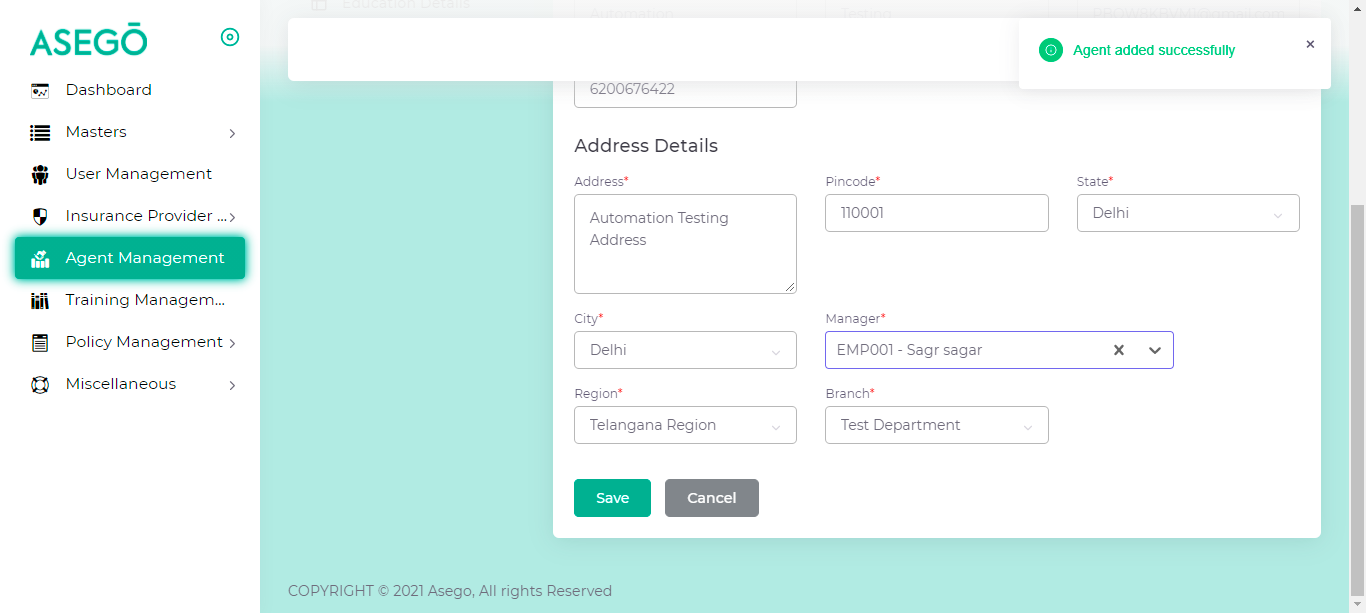 ASEGŌ
Dashboard
Masters
User Management
Insurance Provider ...
Agent Management
Training Managem...
Policy Management
Miscellaneous
Education Details
Automation
Testing
Agent added successfully
6200676422
Address Details
Address*
Pincode*
State*
Automation Testing
Address
110001
Delhi
City*
Manager*
Delhi
EMP001 - Sagr sagar
Region*
Branch*
Telangana Region
Test Department
Save
Cancel
COPYRIGHT © 2021 Asego, All rights Reserved